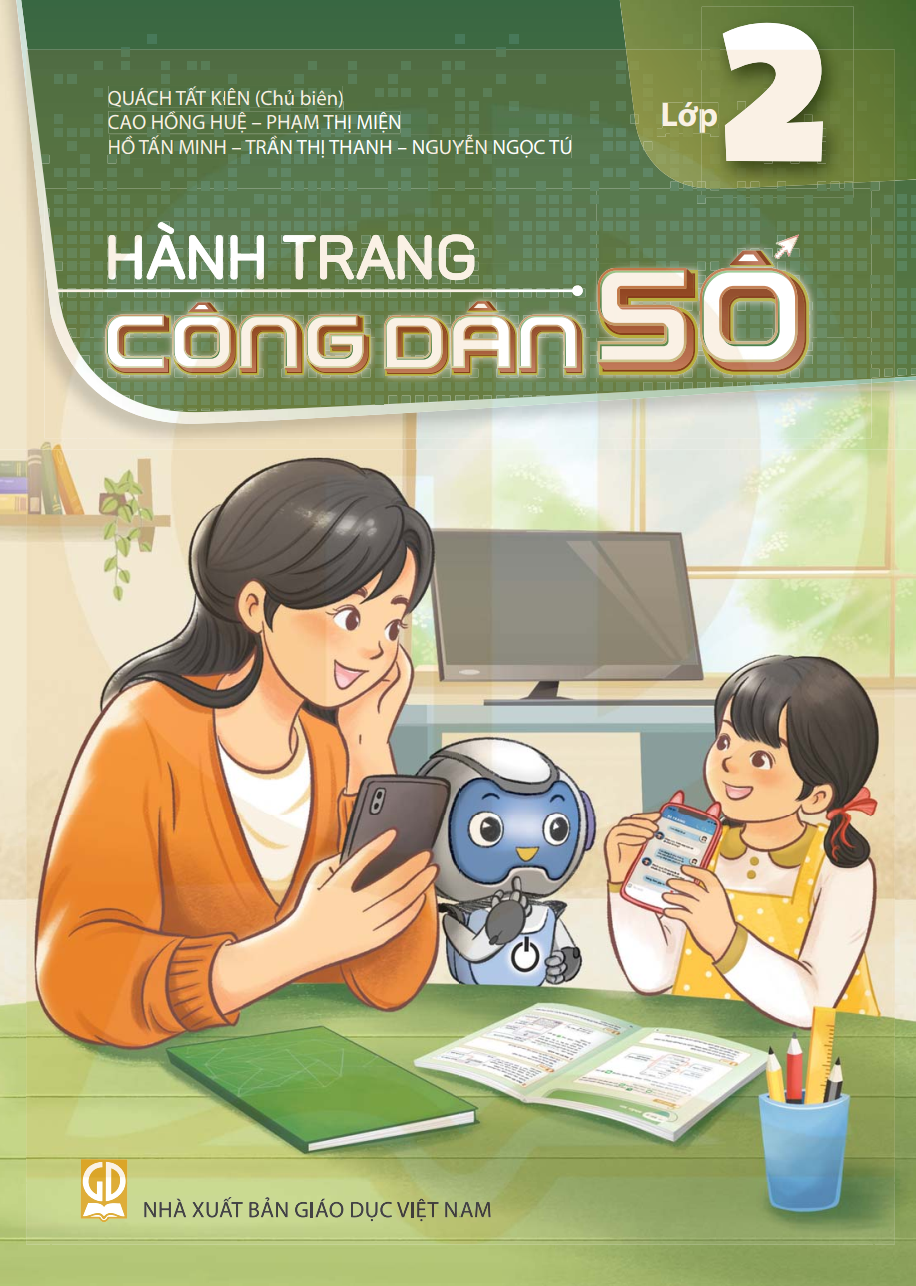 QUÁCH TẤT KIÊN (Chủ biên)
CAO HỒNG HUỆ – PHẠM THỊ MIỆN
HỒ TẤN MINH – TRẦN THỊ THANH – NGUYỄN NGỌC TÚ
Lớp 2
HÀNH TRANG
CÔNG DÂN SỐ
GD
NHÀ XUẤT BẢN GIÁO DỤC VIỆT NAM